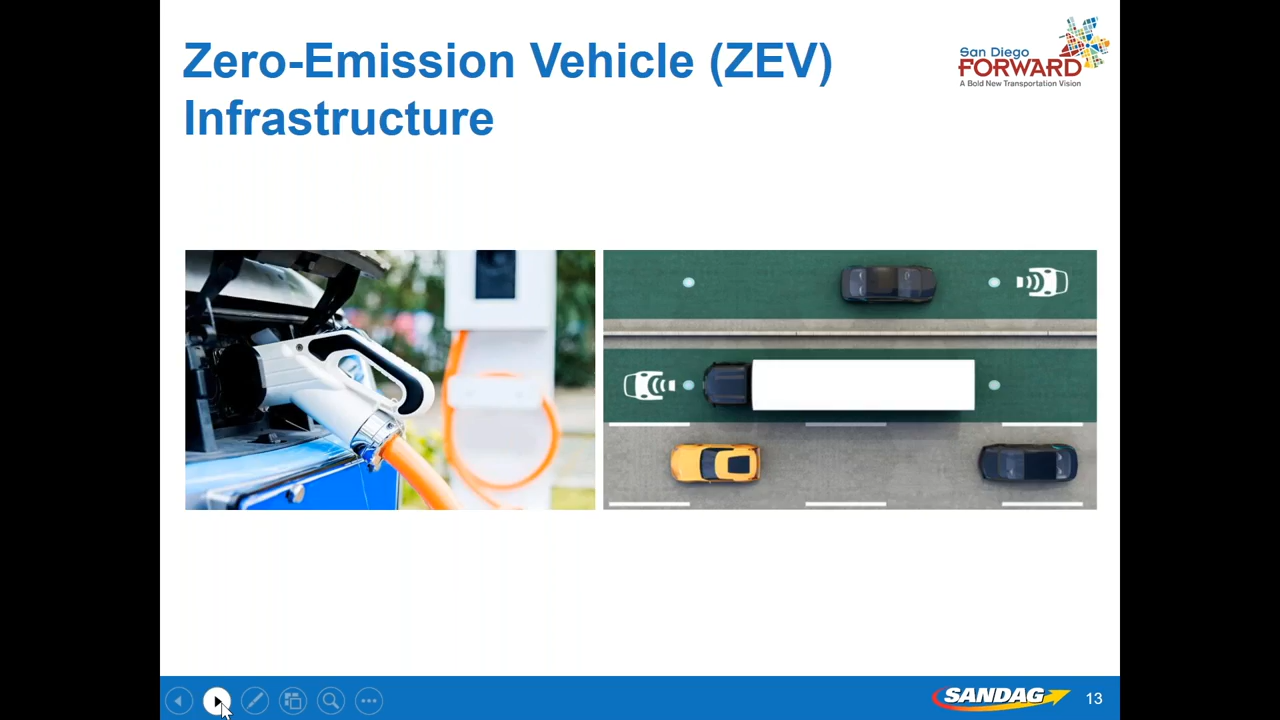 Zero-Emission Vehicle (ZEV)
Infrastructure
San Diego
FORWARD
A Bold New Transportation Vision
SANDAG
13